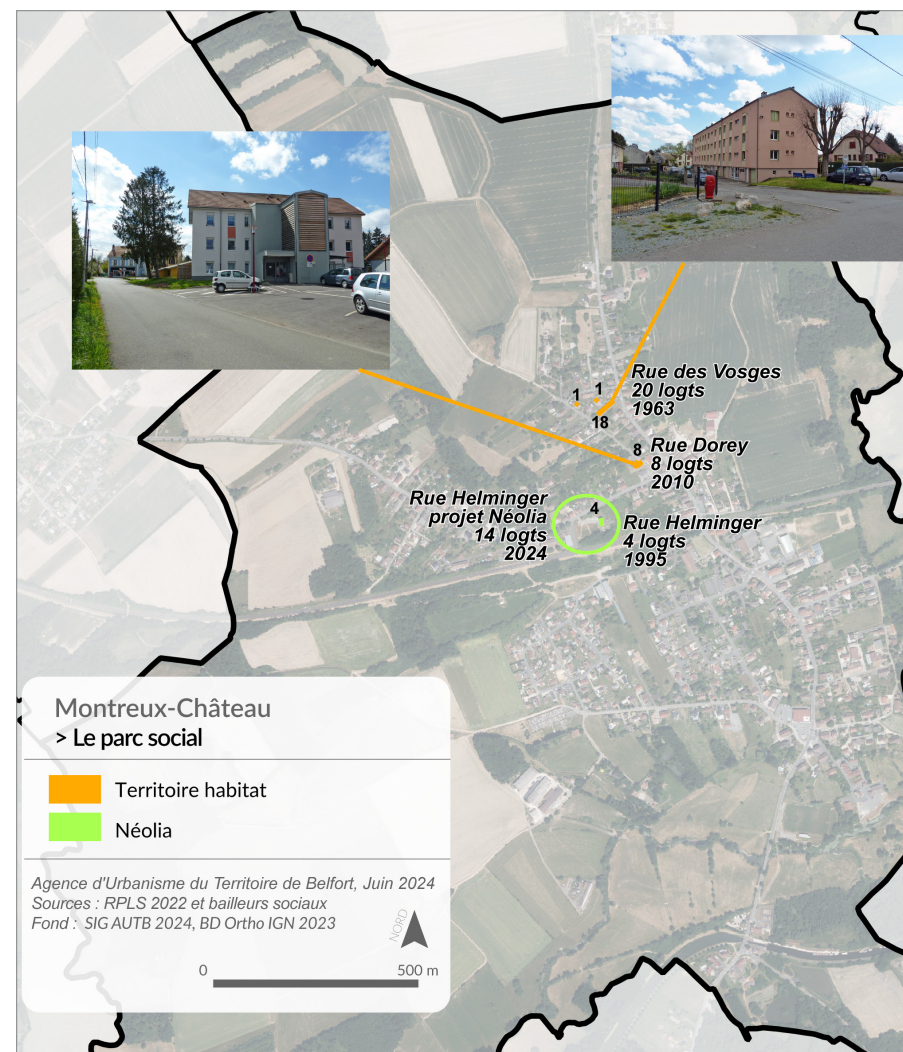 Rue des Vosges
20 logts
1963
1
1
18
8
Rue Dorey
8 logts
2010
Rue Helminger
projet Néolia
14 logts
2024
4
Rue Helminger
4 logts
1995
Montreux-Château
> Le parc social
Territoire habitat
Néolia
Agence d'Urbanisme du Territoire de Belfort, Juin 2024
Sources : RPLS 2022 et bailleurs sociaux
Fond : SIG AUTB 2024, BD Ortho IGN 2023
NORD
0
500 m